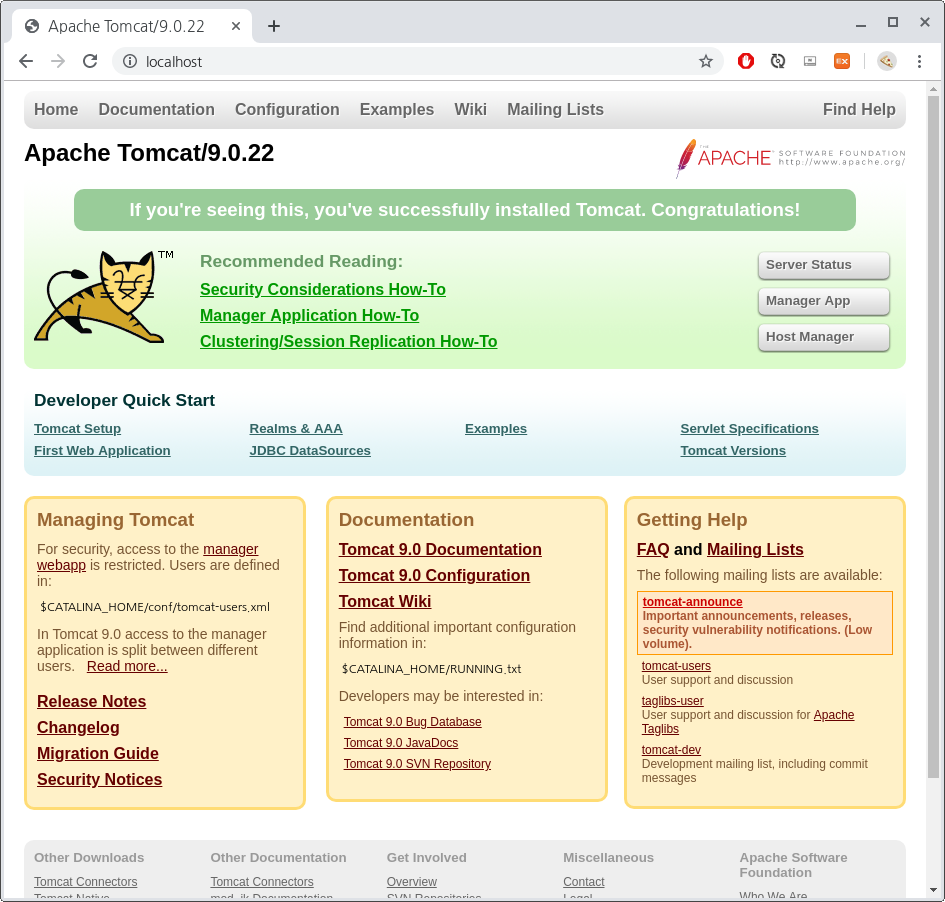 Apache Tomcat/9.0.22
localhost
Home Documentation Configuration Examples Wiki Mailing Lists Find Help
Apache Tomcat/9.0.22
THE APACHE SOFTWARE FOUNDATION
http://www.apache.org/
If you're seeing this, you've successfully installed Tomcat. Congratulations!
TM
Recommended Reading:
Security Considerations How-To
Manager Application How-To
Clustering/Session Replication How-To
Server Status
Manager App
Host Manager
Developer Quick Start
Tomcat Setup
First Web Application
Realms & AAA
JDBC DataSources
Examples
Servlet Specifications
Tomcat Versions
Managing Tomcat
For security, access to the manager
webapp is restricted. Users are defined
in:
$CATALINA_HOME/conf/tomcat-users.xml
In Tomcat 9.0 access to the manager
application is split between different
users. Read more...
Release Notes
Changelog
Migration Guide
Security Notices
Documentation
Tomcat 9.0 Documentation
Tomcat 9.0 Configuration
Tomcat Wiki
Find additional important configuration
information in:
$CATALINA_HOME/RUNNING.txt
Developers may be interested in:
Tomcat 9.0 Bug Database
Tomcat 9.0 JavaDocs
Tomcat 9.0 SVN Repository
Getting Help
FAQ and Mailing Lists
The following mailing lists are available:
tomcat-announce
Important announcements, releases,
security vulnerability notifications. (Low
volume).
tomcat-users
User support and discussion
taglibs-user
User support and discussion for Apache
Taglibs
tomcat-dev
Development mailing list, including commit
messages
Other Downloads
Tomcat Connectors
Tomcat Native
Other Documentation
Tomcat Connectors
mod_jk Documentation
Get Involved
Overview
SVN Repositories
Miscellaneous
Contact
Legal
Apache Software
Foundation
Who We Are